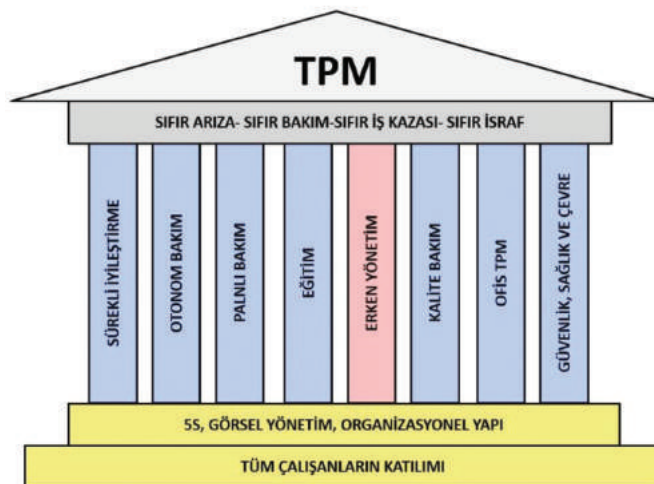 TPM
SIFIR ARIZA- SIFIR BAKIM-SIFIR İŞ KAZASI- SIFIR İSRAF
SÜREKLİ İYİLEŞTİRME
OTONOM BAKIM
PALNLI BAKIM
EĞİTİM
ERKEN YÖNETİM
KALİTE BAKIM
OFİS TPM
GÜVENLİK, SAĞLIK VE ÇEVRE
5S, GÖRSEL YÖNETİM, ORGANİZASYONEL YAPI
TÜM ÇALIŞANLARIN KATILIMI